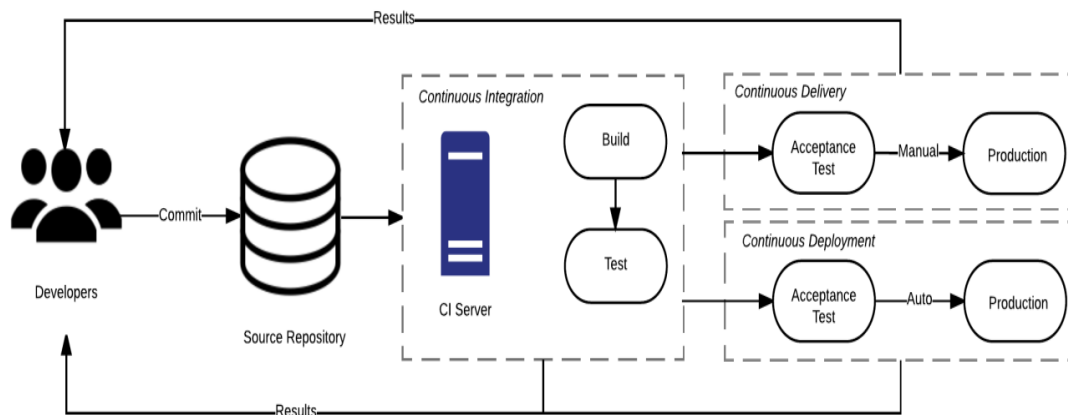 Results
Continuous Integration
Continuous Delivery
Build
Acceptance
Test
Manual
Production
Commit
Test
Continuous Deployment
Developers
CI Server
Acceptance
Test
Auto
Production
Source Repository
Results